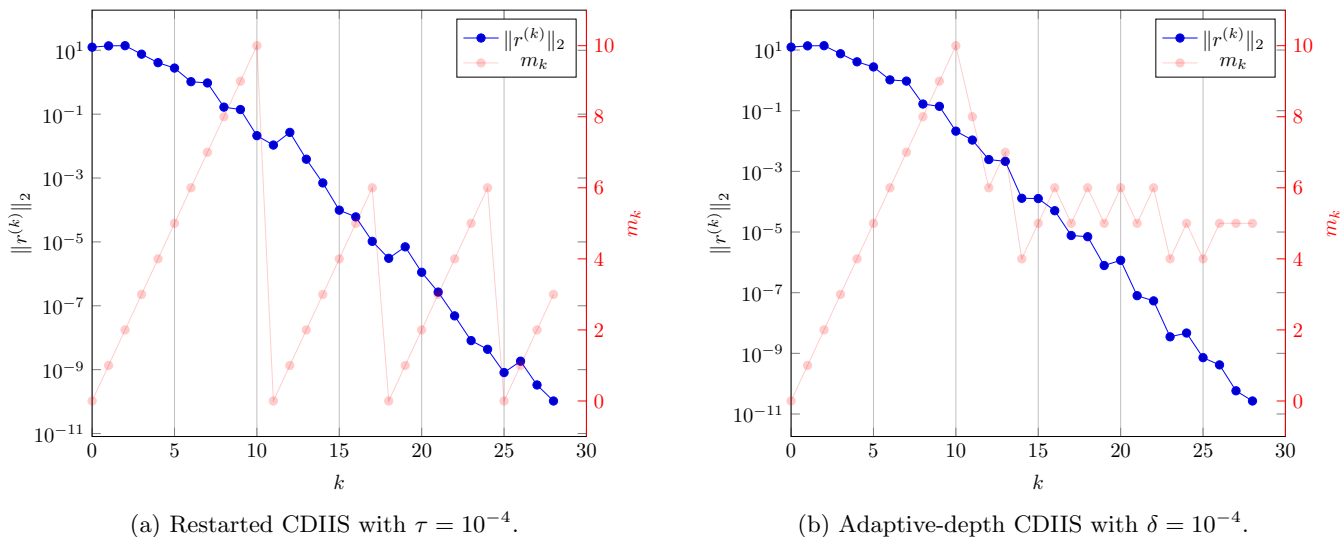 10^1
10^−1
10^−3
10^−5
10^−7
10^−9
10^−11
‖r^(k)‖_2
0 5 10 15 20 25 30
k
10
8
6
4
2
0
m_k
‖r^(k)‖_2
m_k
(a) Restarted CDIIS with τ = 10^−4.
10^1
10^−1
10^−3
10^−5
10^−7
10^−9
10^−11
‖r^(k)‖_2
0 5 10 15 20 25 30
k
10
8
6
4
2
0
m_k
‖r^(k)‖_2
m_k
(b) Adaptive-depth CDIIS with δ = 10^−4.